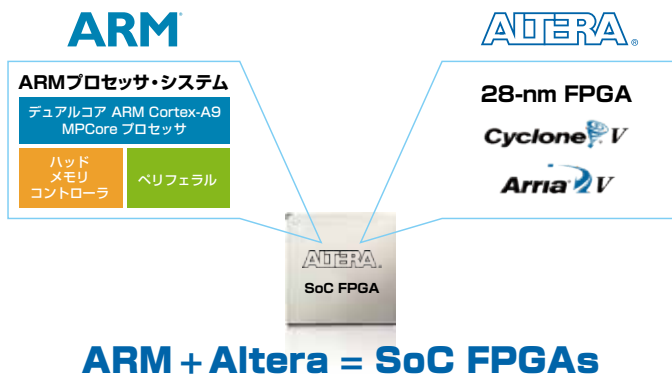 ARM
ALTERA®
ARMプロセッサ・システム
デュアルコア ARM Cortex-A9
MPCore プロセッサ
ハッド
メモリ
コントローラ
ペリフェラル
28-nm FPGA
Cyclone V
Arria V
ALTERA®
SoC FPGA
ARM + Altera = SoC FPGAs